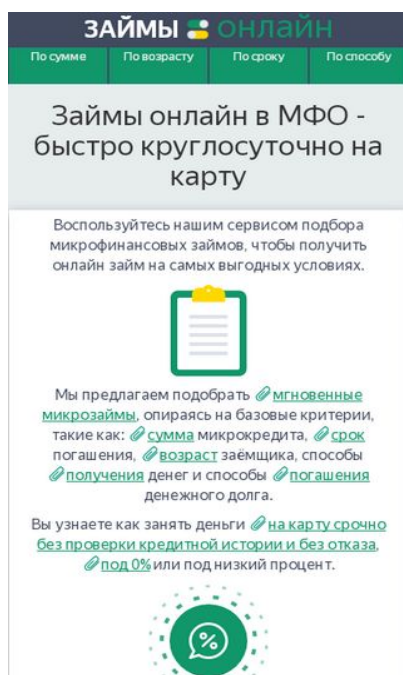 ЗАЙМЫ ОНЛАЙН
По сумме По возрасту По сроку По способу
Займы онлайн в МФО -
быстро круглосуточно на
карту
Воспользуйтесь нашим сервисом подбора
микрофинансовых займов, чтобы получить
онлайн займ на самых выгодных условиях.
Мы предлагаем подобрать мгновенные
микрозаймы, опираясь на базовые критерии,
такие как: сумма микрокредита, срок
погашения, возраст заёмщика, способы
получения денег и способы погашения
денежного долга.
Вы узнаете как занять деньги на карту срочно
без проверки кредитной истории и без отказа,
под 0% или под низкий процент.
%